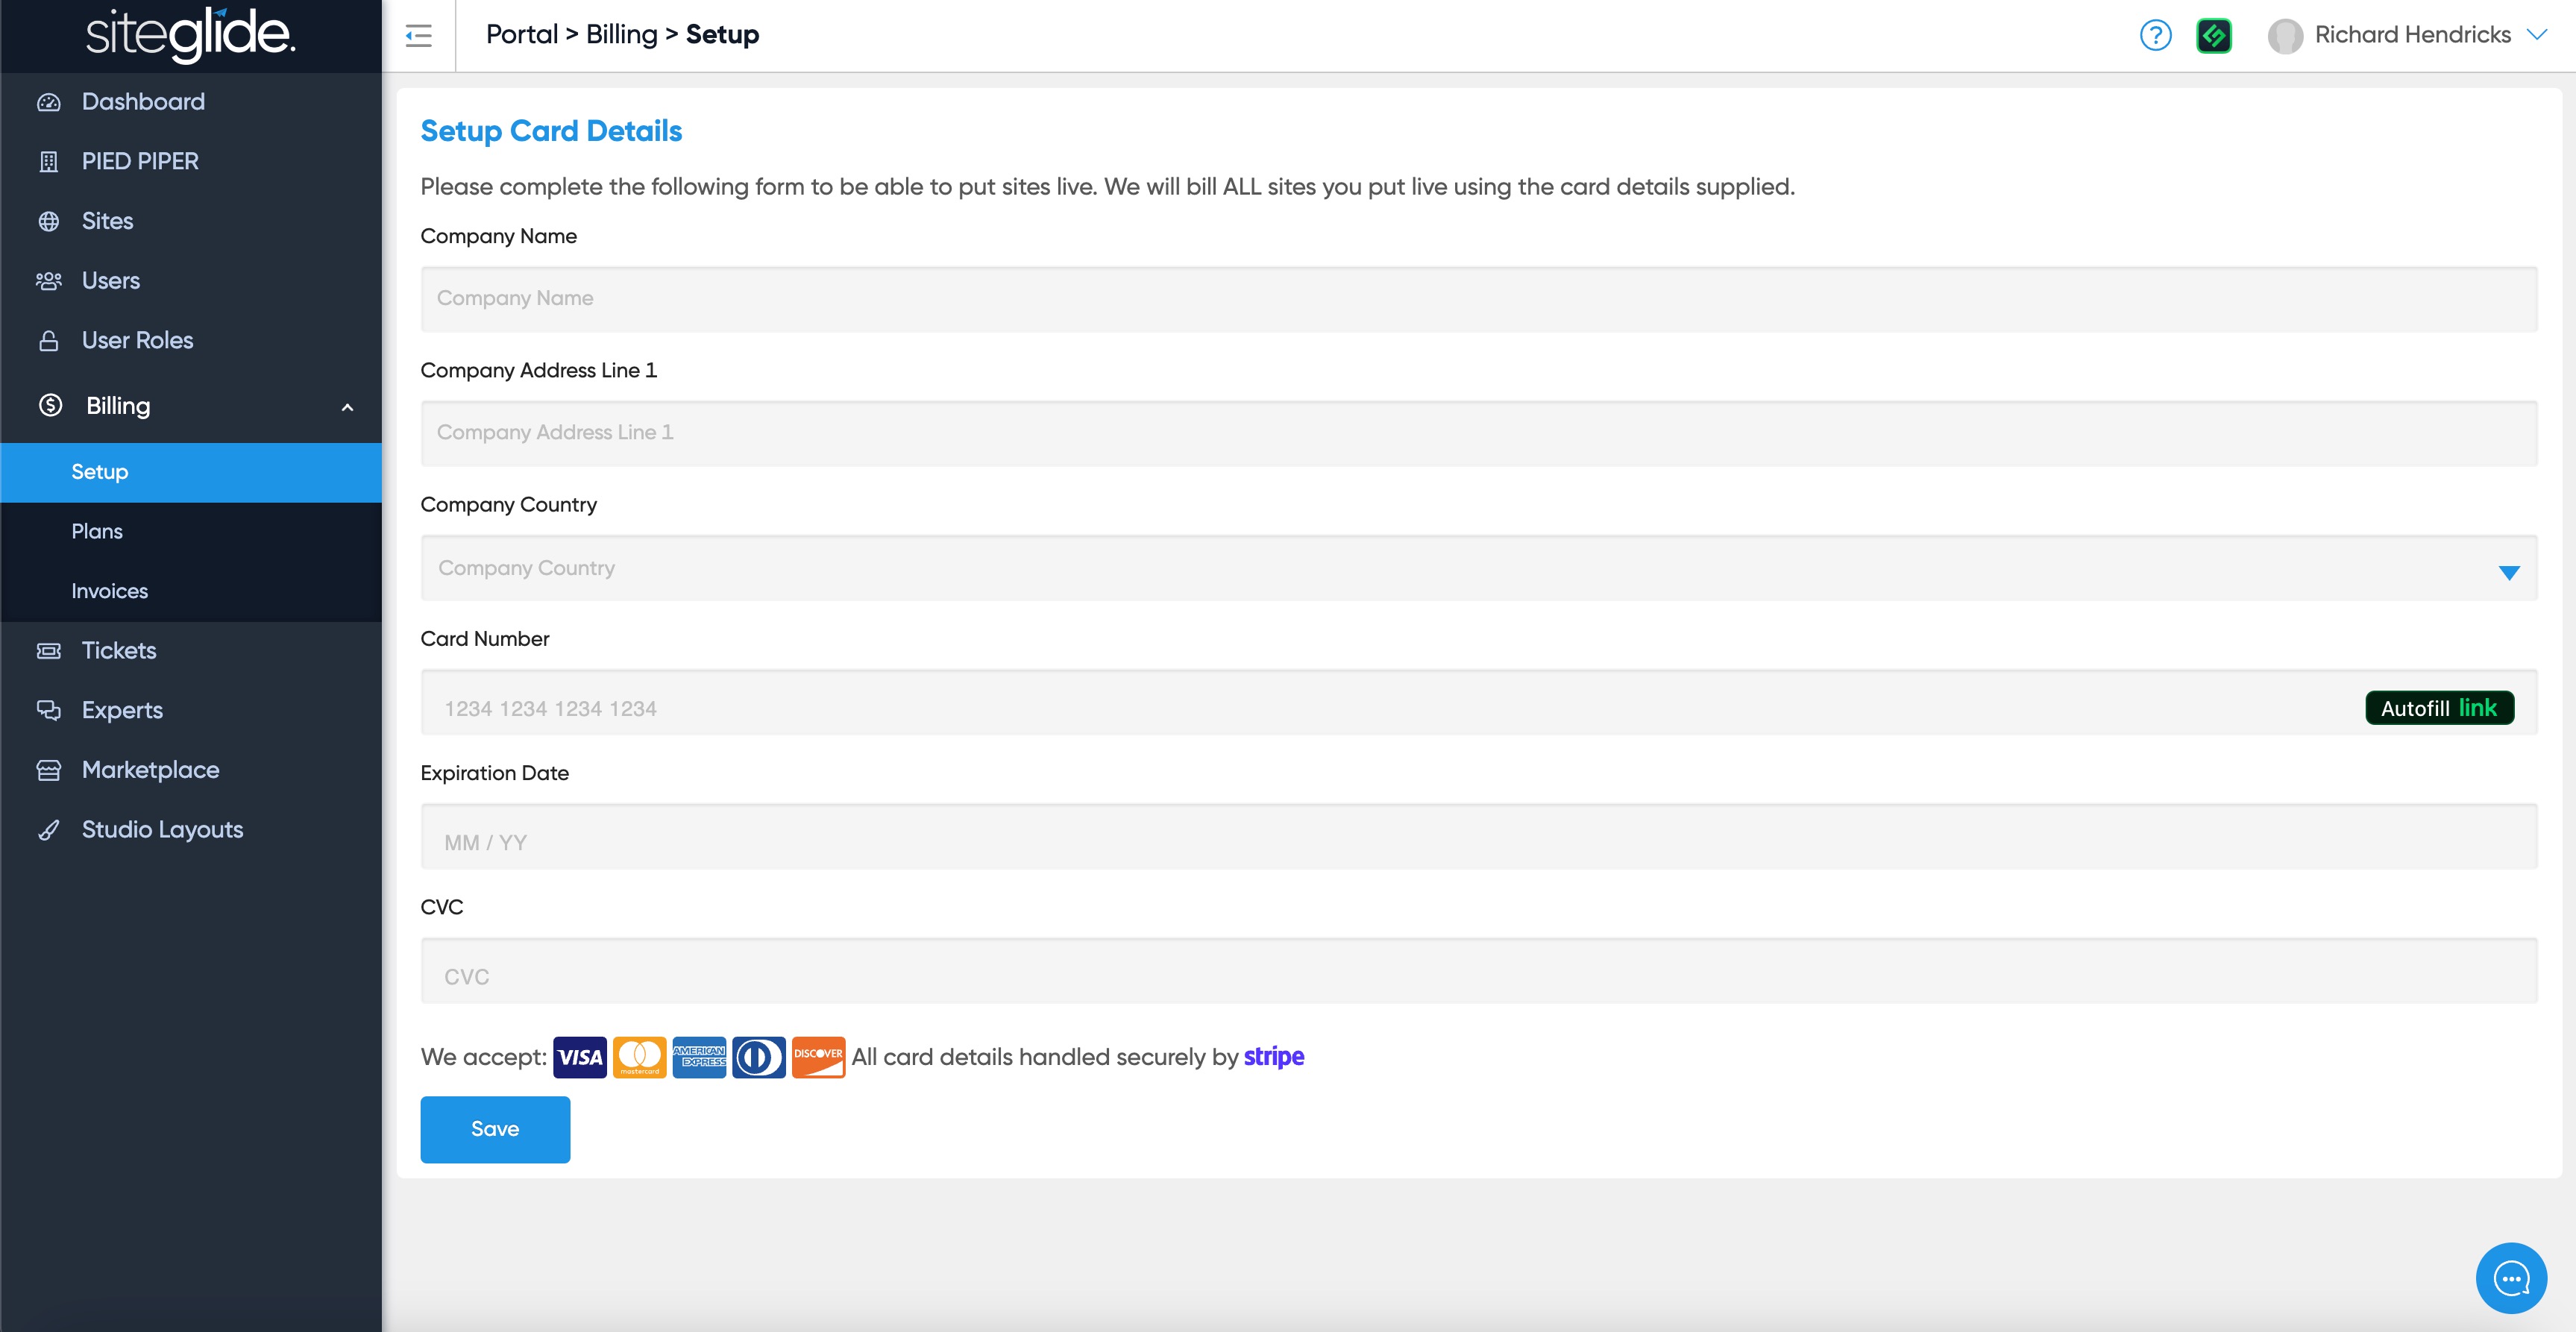 siteglide.
Portal > Billing > Setup
?
Richard Hendricks
Dashboard
PIED PIPER
Sites
Users
User Roles
Billing
Setup
Plans
Invoices
Tickets
Experts
Marketplace
Studio Layouts
Setup Card Details
Please complete the following form to be able to put sites live. We will bill ALL sites you put live using the card details supplied.
Company Name
Company Name
Company Address Line 1
Company Address Line 1
Company Country
Company Country
Card Number
1234 1234 1234 1234
Autofill link
Expiration Date
MM / YY
CVC
CVC
We accept: VISA mastercard AMERICAN EXPRESS DISCOVER All card details handled securely by stripe
Save